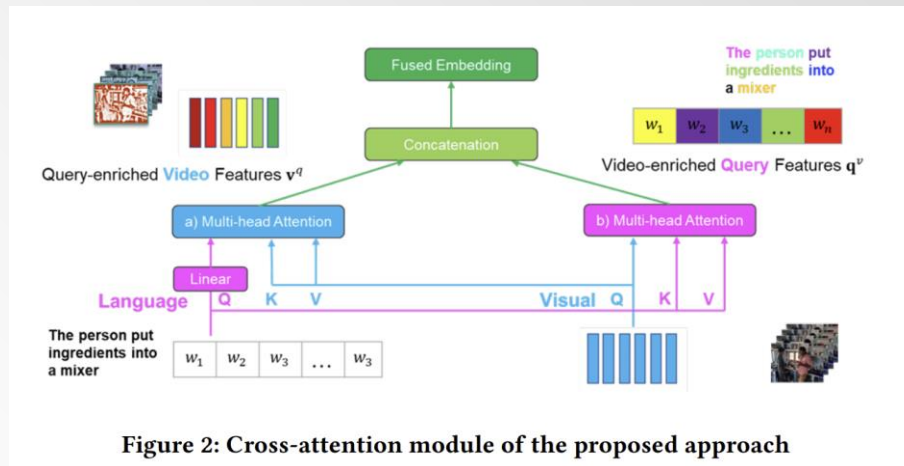 Fused Embedding
The person put
ingredients into
a mixer
w₁ w₂ w₃ ... wₙ
Concatenation
Query-enriched Video Features v^q
Video-enriched Query Features q^v
a) Multi-head Attention
b) Multi-head Attention
Linear
Language Q K V
Visual Q K V
The person put
ingredients into
a mixer
w₁ w₂ w₃ ... w₃
Figure 2: Cross-attention module of the proposed approach